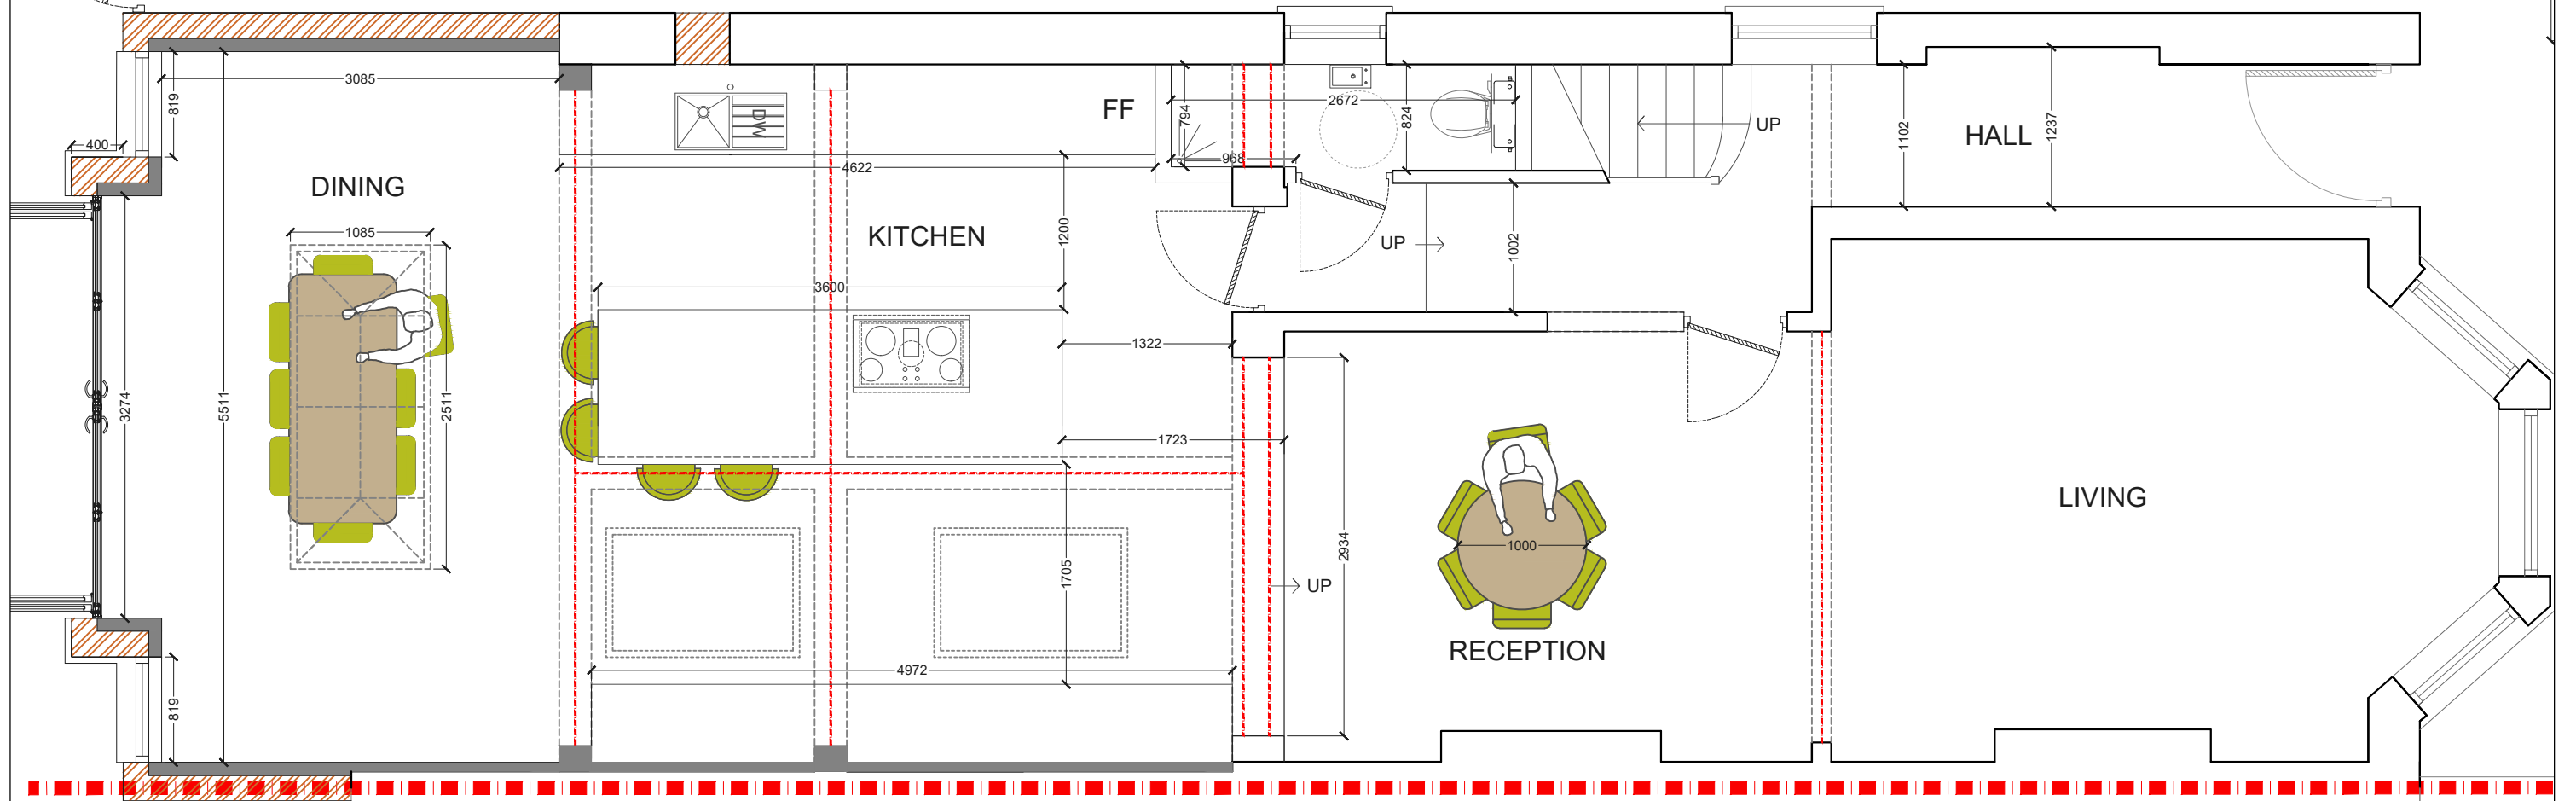 3085
819
400
DINING
1085
3274
5511
2511
819
DW
FF
794
968
4622
KITCHEN
1200
3600
1322
1723
1705
4972
2672
824
UP
1002
UP
2934
UP
1000
RECEPTION
1102
HALL
1237
LIVING